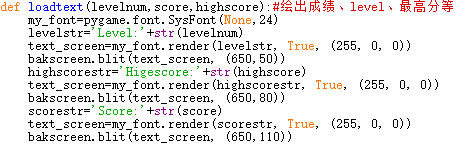 def loadtext(levelnum,score,highscore):#绘出成绩、level、最高分等
    my_font=pygame.font.SysFont(None,24)
    levelstr='Level:'+str(levelnum)
    text_screen=my_font.render(levelstr, True, (255, 0, 0))
    bakscreen.blit(text_screen, (650,50))
    highscorestr='Higescore:'+str(highscore)
    text_screen=my_font.render(highscorestr, True, (255, 0, 0))
    bakscreen.blit(text_screen, (650,80))
    scorestr='Score:'+str(score)
    text_screen=my_font.render(scorestr, True, (255, 0, 0))
    bakscreen.blit(text_screen, (650,110))